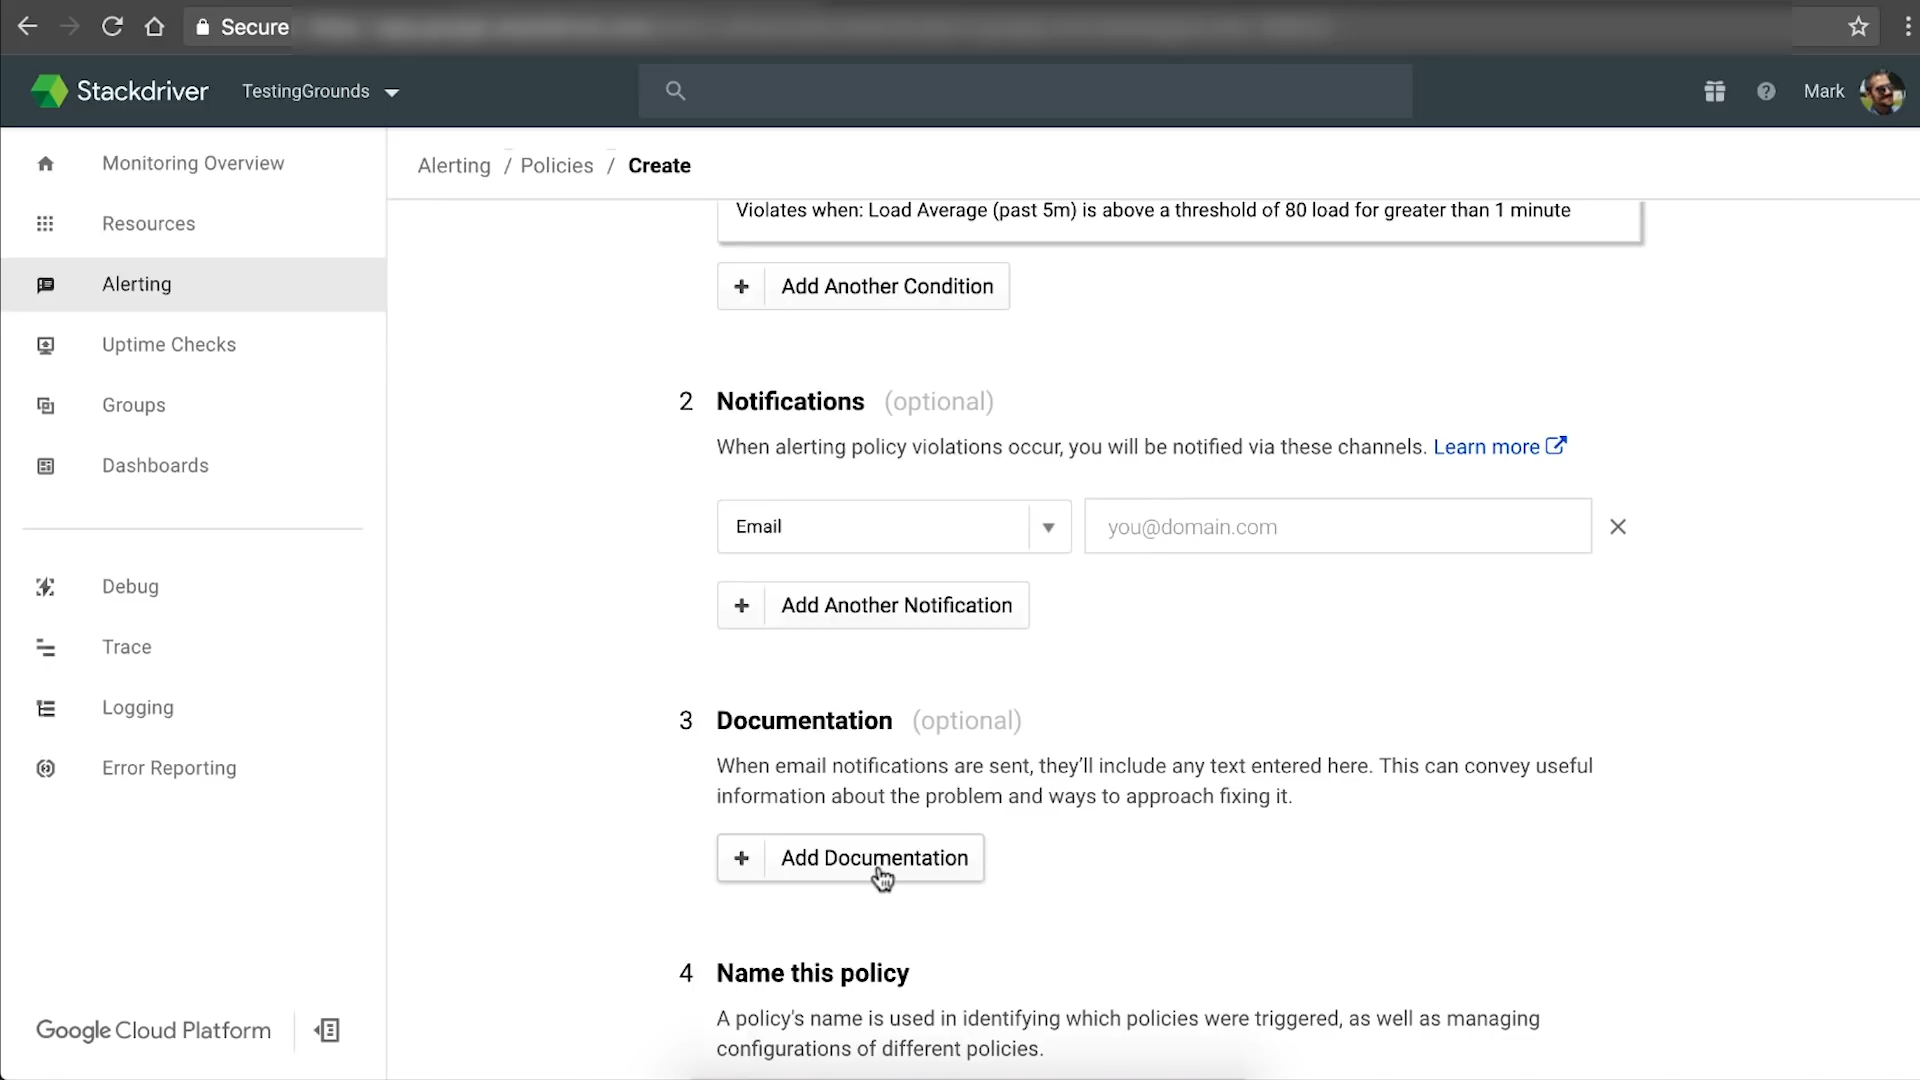 Secure
Stackdriver
TestingGrounds
Mark
Monitoring Overview
Resources
Alerting
Uptime Checks
Groups
Dashboards
Debug
Trace
Logging
Error Reporting
Google Cloud Platform
Alerting / Policies / Create
Violates when: Load Average (past 5m) is above a threshold of 80 load for greater than 1 minute
+ Add Another Condition
2 Notifications (optional)
When alerting policy violations occur, you will be notified via these channels. Learn more
Email
you@domain.com
+ Add Another Notification
3 Documentation (optional)
When email notifications are sent, they’ll include any text entered here. This can convey useful
information about the problem and ways to approach fixing it.
+ Add Documentation
4 Name this policy
A policy's name is used in identifying which policies were triggered, as well as managing
configurations of different policies.